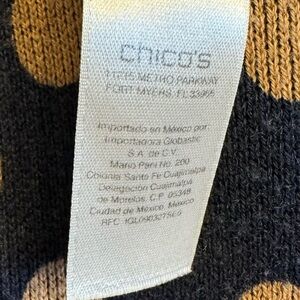 chico's
11215 METRO PARKWAY
FORT MYERS, FL 33966
Importado en México por:
Importadora Globastic
S.A. de C.V.
Mario Pani No. 200
Colonia Santa Fe Cuajimalpa
Delegación Cuajimalpa
de Morelos, C.P. 05348
Ciudad de México, México
RFC: